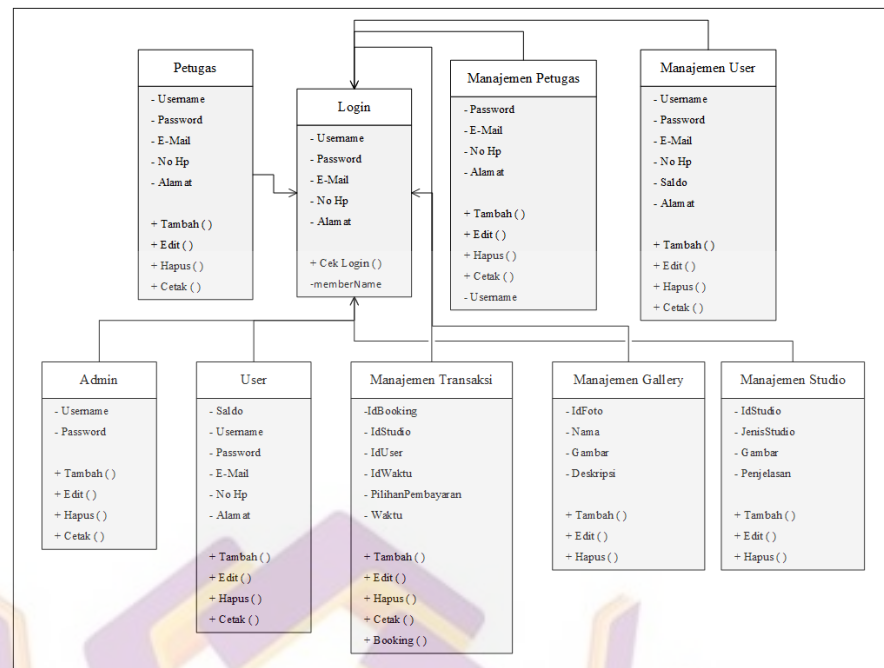 Petugas
- Username
- Password
- E-Mail
- No Hp
- Alamat
+ Tambah ( )
+ Edit ( )
+ Hapus ( )
+ Cetak ( )
Login
- Username
- Password
- E-Mail
- No Hp
- Alamat
+ Cek Login ( )
-memberName
Manajemen Petugas
- Password
- E-Mail
- No Hp
- Alamat
+ Tambah ( )
+ Edit ( )
+ Hapus ( )
+ Cetak ( )
- Username
Manajemen User
- Username
- Password
- E-Mail
- No Hp
- Saldo
- Alamat
+ Tambah ( )
+ Edit ( )
+ Hapus ( )
+ Cetak ( )
Admin
- Username
- Password
+ Tambah ( )
+ Edit ( )
+ Hapus ( )
+ Cetak ( )
User
- Saldo
- Username
- Password
- E-Mail
- No Hp
- Alamat
+ Tambah ( )
+ Edit ( )
+ Hapus ( )
+ Cetak ( )
Manajemen Transaksi
-IdBooking
- IdStudio
- IdUser
- IdWaktu
- PilihanPembayaran
- Waktu
+ Tambah ( )
+ Edit ( )
+ Hapus ( )
+ Cetak ( )
+ Booking ( )
Manajemen Gallery
- IdFoto
- Nama
- Gambar
- Deskripsi
+ Tambah ( )
+ Edit ( )
+ Hapus ( )
Manajemen Studio
- IdStudio
- JenisStudio
- Gambar
- Penjelasan
+ Tambah ( )
+ Edit ( )
+ Hapus ( )